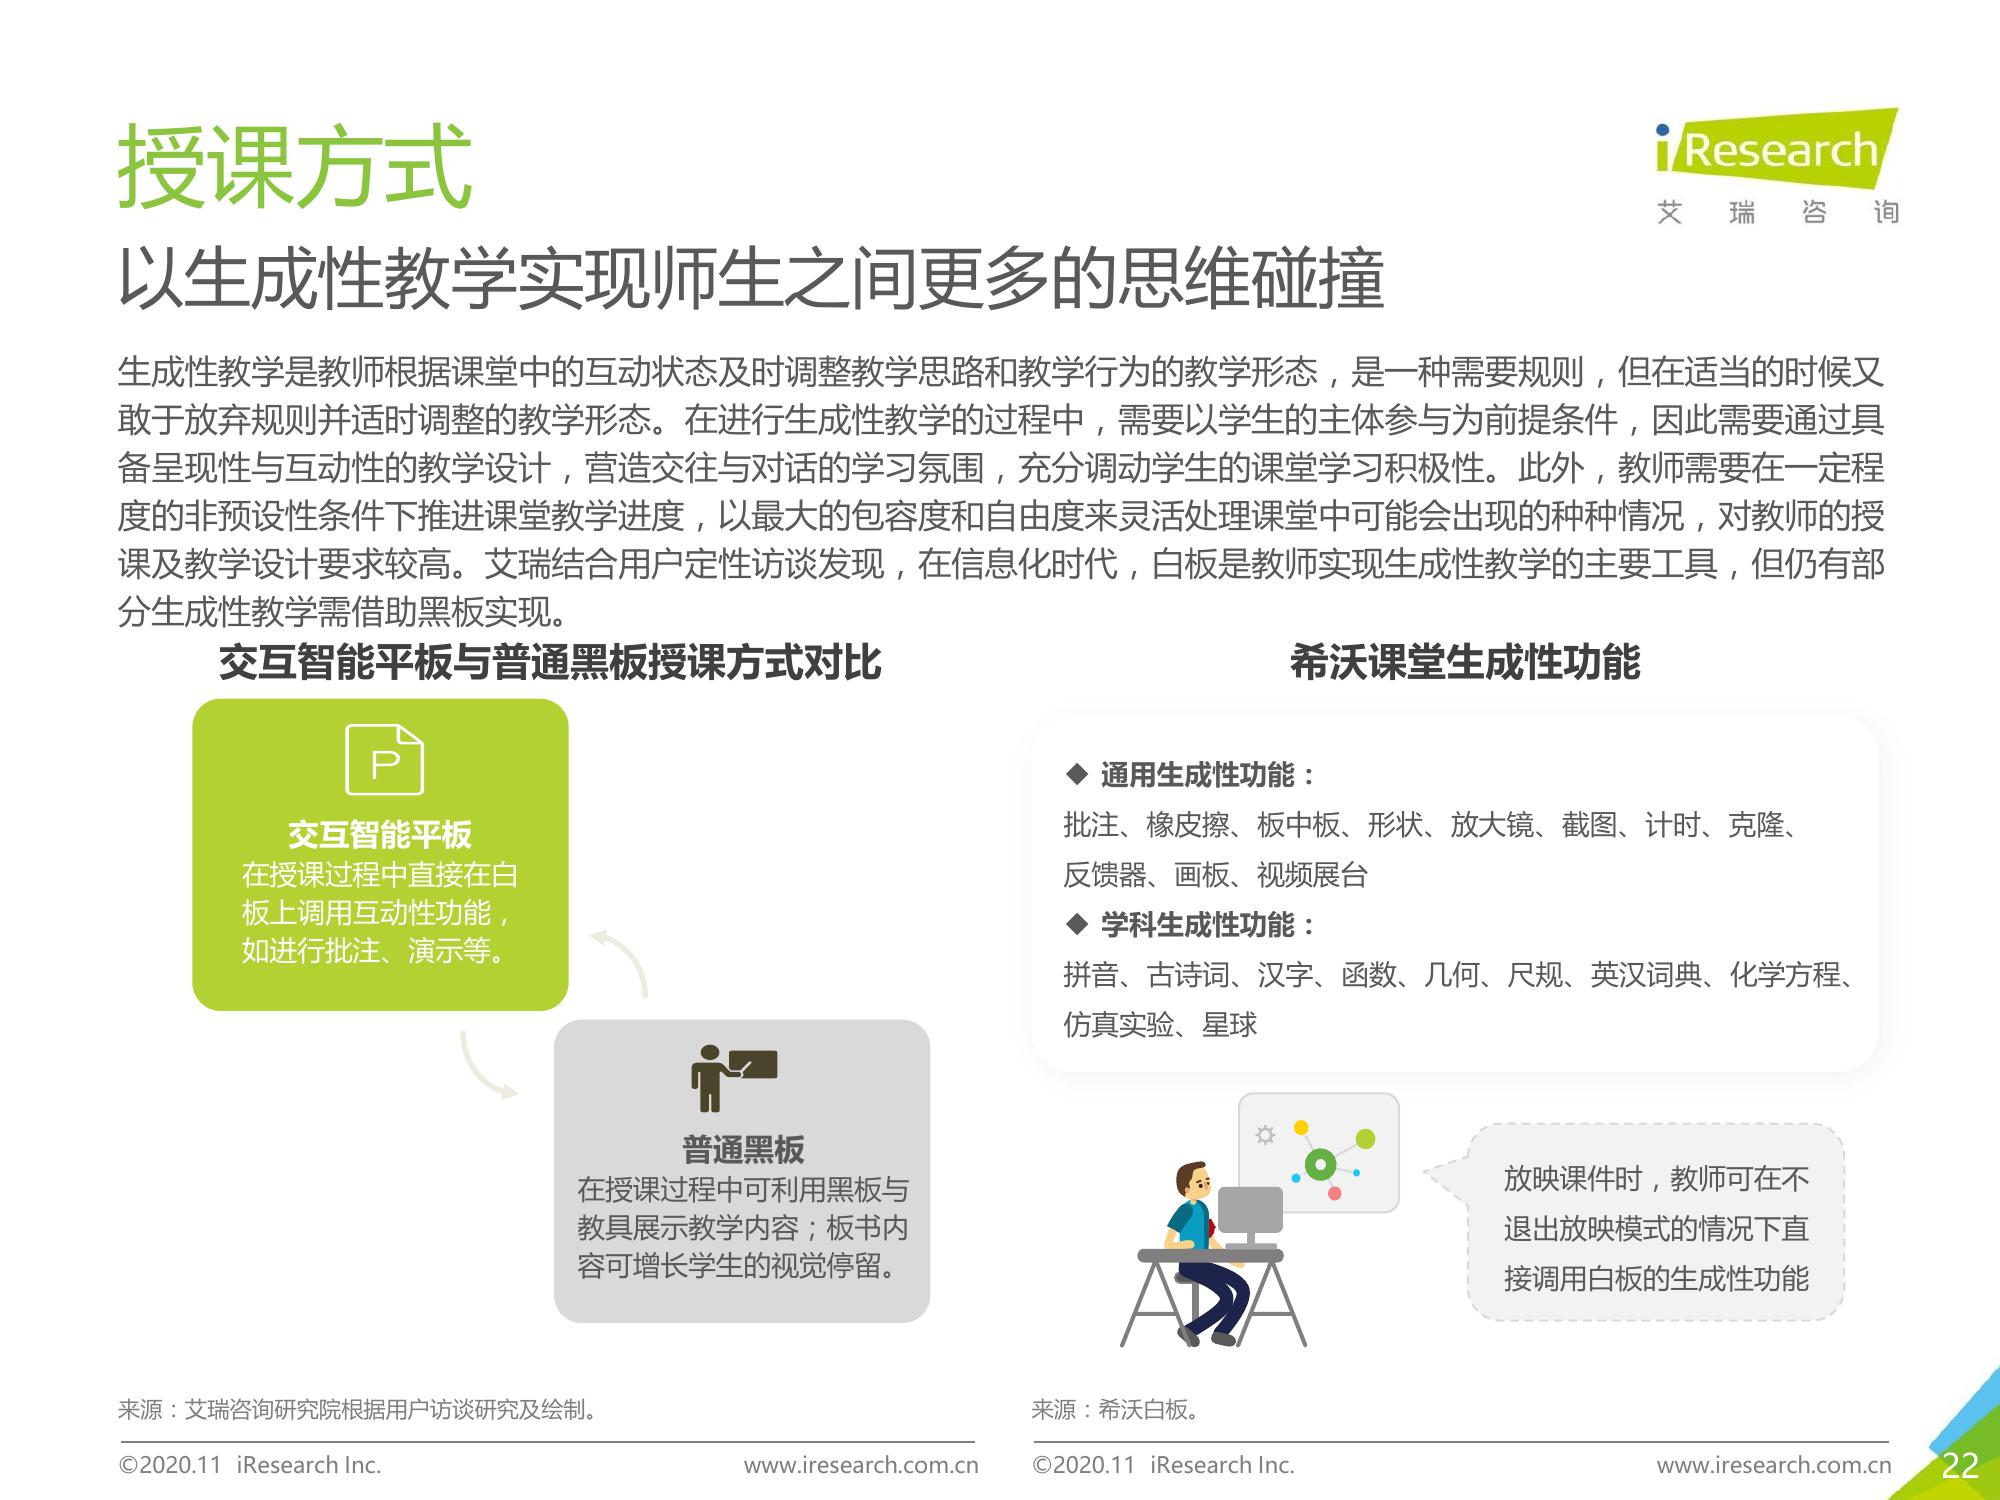 授课方式
iResearch
艾瑞咨询
以生成性教学实现师生之间更多的思维碰撞
生成性教学是教师根据课堂中的互动状态及时调整教学思路和教学行为的教学形态，是一种需要规则，但在适当的时候又
敢于放弃规则并适时调整的教学形态。在进行生成性教学的过程中，需要以学生的主体参与为前提条件，因此需要通过具
备呈现性与互动性的教学设计，营造交往与对话的学习氛围，充分调动学生的课堂学习积极性。此外，教师需要在一定程
度的非预设性条件下推进课堂教学进度，以最大的包容度和自由度来灵活处理课堂中可能会出现的种种情况，对教师的授
课及教学设计要求较高。艾瑞结合用户定性访谈发现，在信息化时代，白板是教师实现生成性教学的主要工具，但仍有部
分生成性教学需借助黑板实现。
交互智能平板与普通黑板授课方式对比
P
交互智能平板
在授课过程中直接在白
板上调用互动性功能，
如进行批注、演示等。
普通黑板
在授课过程中可利用黑板与
教具展示教学内容；板书内
容可增长学生的视觉停留。
希沃课堂生成性功能
◆ 通用生成性功能：
批注、橡皮擦、板中板、形状、放大镜、截图、计时、克隆、
反馈器、画板、视频展台
◆ 学科生成性功能：
拼音、古诗词、汉字、函数、几何、尺规、英汉词典、化学方程、
仿真实验、星球
放映课件时，教师可在不
退出放映模式的情况下直
接调用白板的生成性功能
来源：艾瑞咨询研究院根据用户访谈研究及绘制。
来源：希沃白板。
©2020.11 iResearch Inc.
www.iresearch.com.cn
©2020.11 iResearch Inc.
www.iresearch.com.cn
22